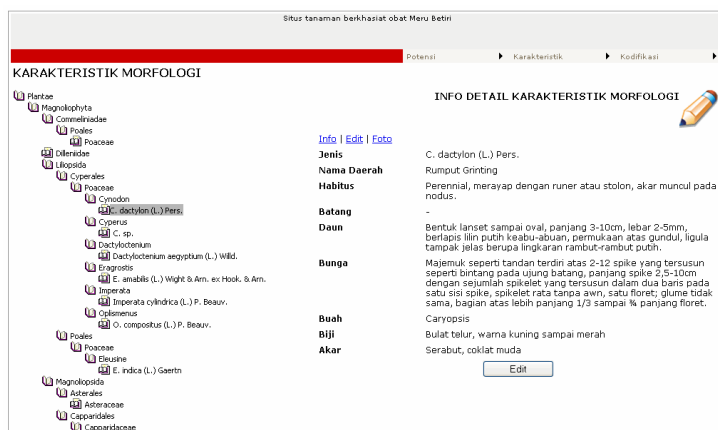 Situs tanaman berkhasiat obat Meru Betiri
Potensi
Karakteristik
Kodifikasi
KARAKTERISTIK MORFOLOGI
Plantae
Magnoliophyta
Commeliniadae
Poales
Poaceae
Dilleniidae
Liliopsida
Cyperales
Poaceae
Cynodon
C. dactylon (L.) Pers.
Cyperus
C. sp.
Dactyloctenium
Dactyloctenium aegyptium (L.) Willd.
Eragrostis
E. amabilis (L.) Wight & Arn. ex Hook. & Arn.
Imperata
Imperata cylindrica (L.) P. Beauv.
Oplismenus
O. compositus (L.) P. Beauv.
Poales
Poaceae
Eleusine
E. indica (L.) Gaertn
Magnoliopsida
Asterales
Asteraceae
Capparidales
Capparidaceae
INFO DETAIL KARAKTERISTIK MORFOLOGI
Info | Edit | Foto
Jenis C. dactylon (L.) Pers.
Nama Daerah Rumput Grinting
Habitus Perennial, merayap dengan runer atau stolon, akar muncul pada
nodus.
Batang -
Daun Bentuk lanset sampai oval, panjang 3-10cm, lebar 2-5mm,
berlapis lilin putih keabu-abuan, permukaan atas gundul, ligula
tampak jelas berupa lingkaran rambut-rambut putih.
Bunga Majemuk seperti tandan terdiri atas 2-12 spike yang tersusun
seperti bintang pada ujung batang, panjang spike 2,5-10cm
dengan sejumlah spikelet yang tersusun dalam dua baris pada
satu sisi spike, spikelet rata tanpa awn, satu floret; glume tidak
sama, bagian atas lebih panjang 1/3 sampai ¾ panjang floret.
Buah Caryopsis
Biji Bulat telur, warna kuning sampai merah
Akar Serabut, coklat muda
Edit